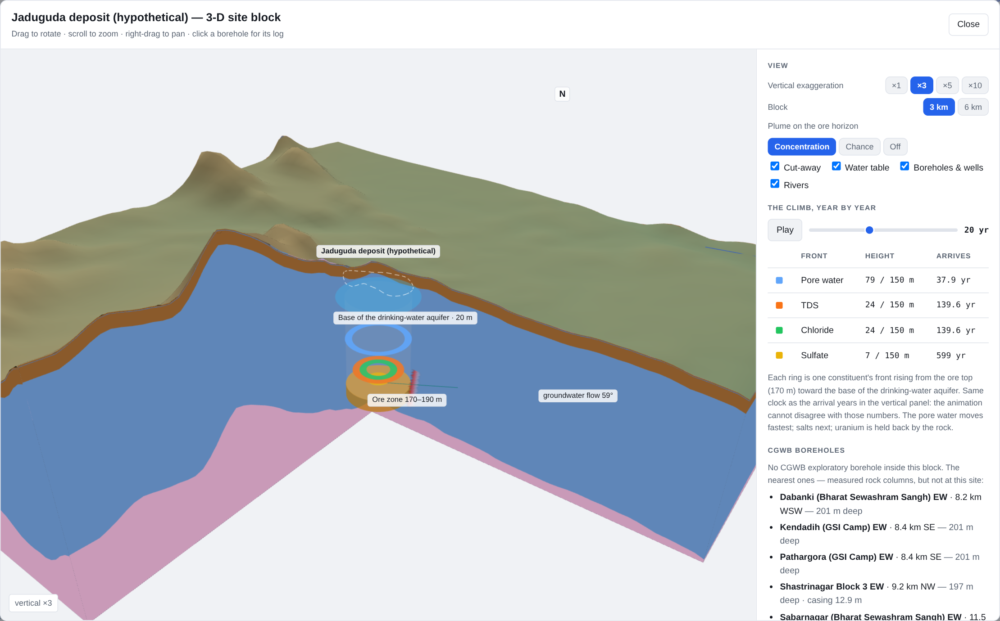 Jaduguda deposit (hypothetical) — 3-D site block
Drag to rotate · scroll to zoom · right-drag to pan · click a borehole for its log
Close
N
Jaduguda deposit (hypothetical)
Base of the drinking-water aquifer · 20 m
Ore zone 170–190 m
groundwater flow 59°
vertical ×3
VIEW
Vertical exaggeration ×1 ×3 ×5 ×10
Block 3 km 6 km
Plume on the ore horizon
Concentration Chance Off
Cut-away Water table Boreholes & wells
Rivers
THE CLIMB, YEAR BY YEAR
Play 20 yr
FRONT HEIGHT ARRIVES
Pore water 79 / 150 m 37.9 yr
TDS 24 / 150 m 139.6 yr
Chloride 24 / 150 m 139.6 yr
Sulfate 7 / 150 m 599 yr
Each ring is one constituent's front rising from the ore top
(170 m) toward the base of the drinking-water aquifer. Same
clock as the arrival years in the vertical panel: the animation
cannot disagree with those numbers. The pore water moves
fastest; salts next; uranium is held back by the rock.
CGWB BOREHOLES
No CGWB exploratory borehole inside this block. The
nearest ones — measured rock columns, but not at this site:
• Dabanki (Bharat Sewashram Sangh) EW · 8.2 km
WSW — 201 m deep
• Kendadih (GSI Camp) EW · 8.4 km SE — 201 m
deep
• Pathargora (GSI Camp) EW · 8.4 km SE — 201 m
deep
• Shastrinagar Block 3 EW · 9.2 km NW — 197 m
deep · casing 12.9 m
• Sabarnagar (Bharat Sewashram Sangh) EW · 11.5